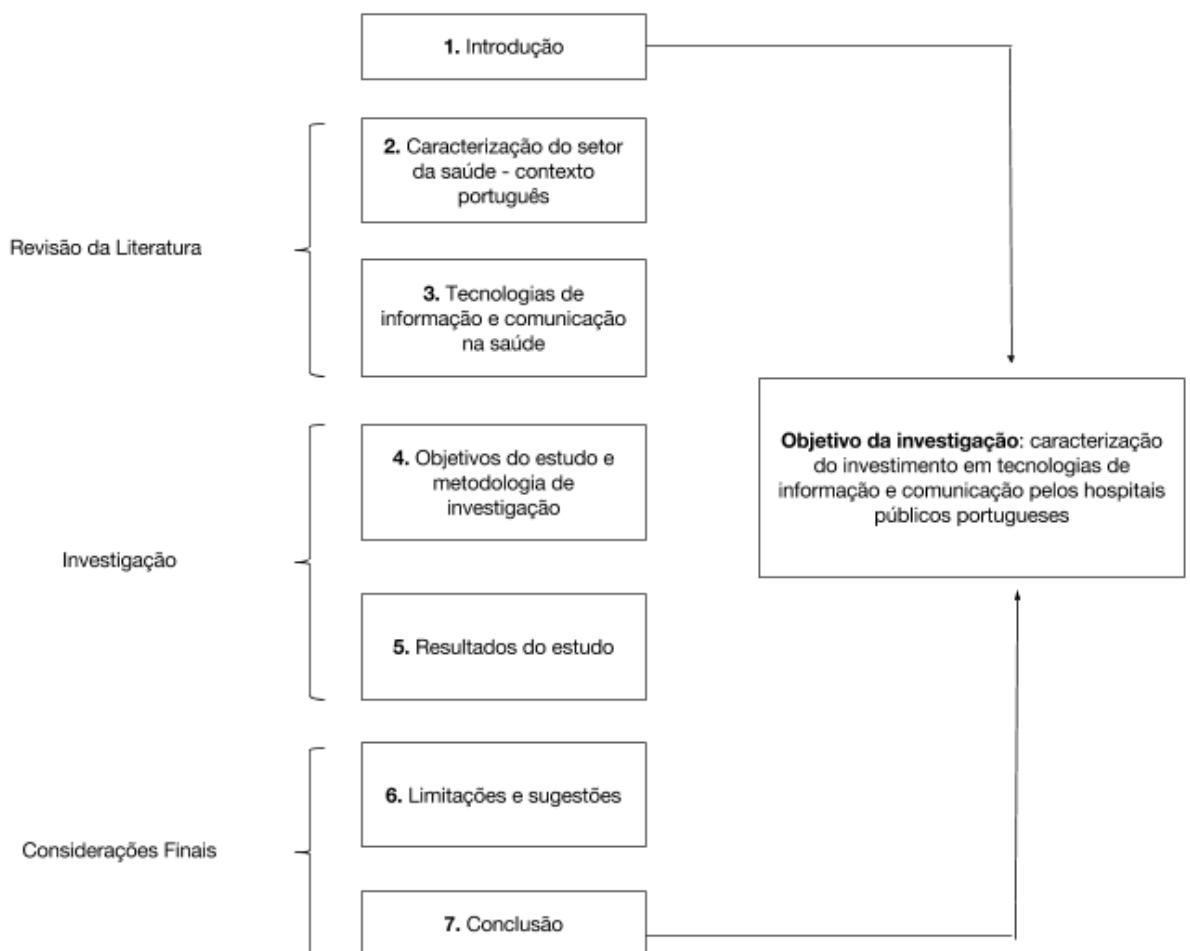 1. Introdução
2. Caracterização do setor
da saúde - contexto
português
Revisão da Literatura
3. Tecnologias de
informação e comunicação
na saúde
Objetivo da investigação: caracterização
do investimento em tecnologias de
informação e comunicação pelos hospitais
públicos portugueses
4. Objetivos do estudo e
metodologia de
investigação
Investigação
5. Resultados do estudo
6. Limitações e sugestões
Considerações Finais
7. Conclusão